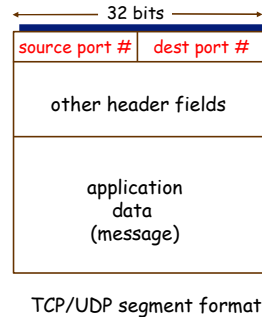 32 bits
source port # dest port #
other header fields
application
data
(message)
TCP/UDP segment format